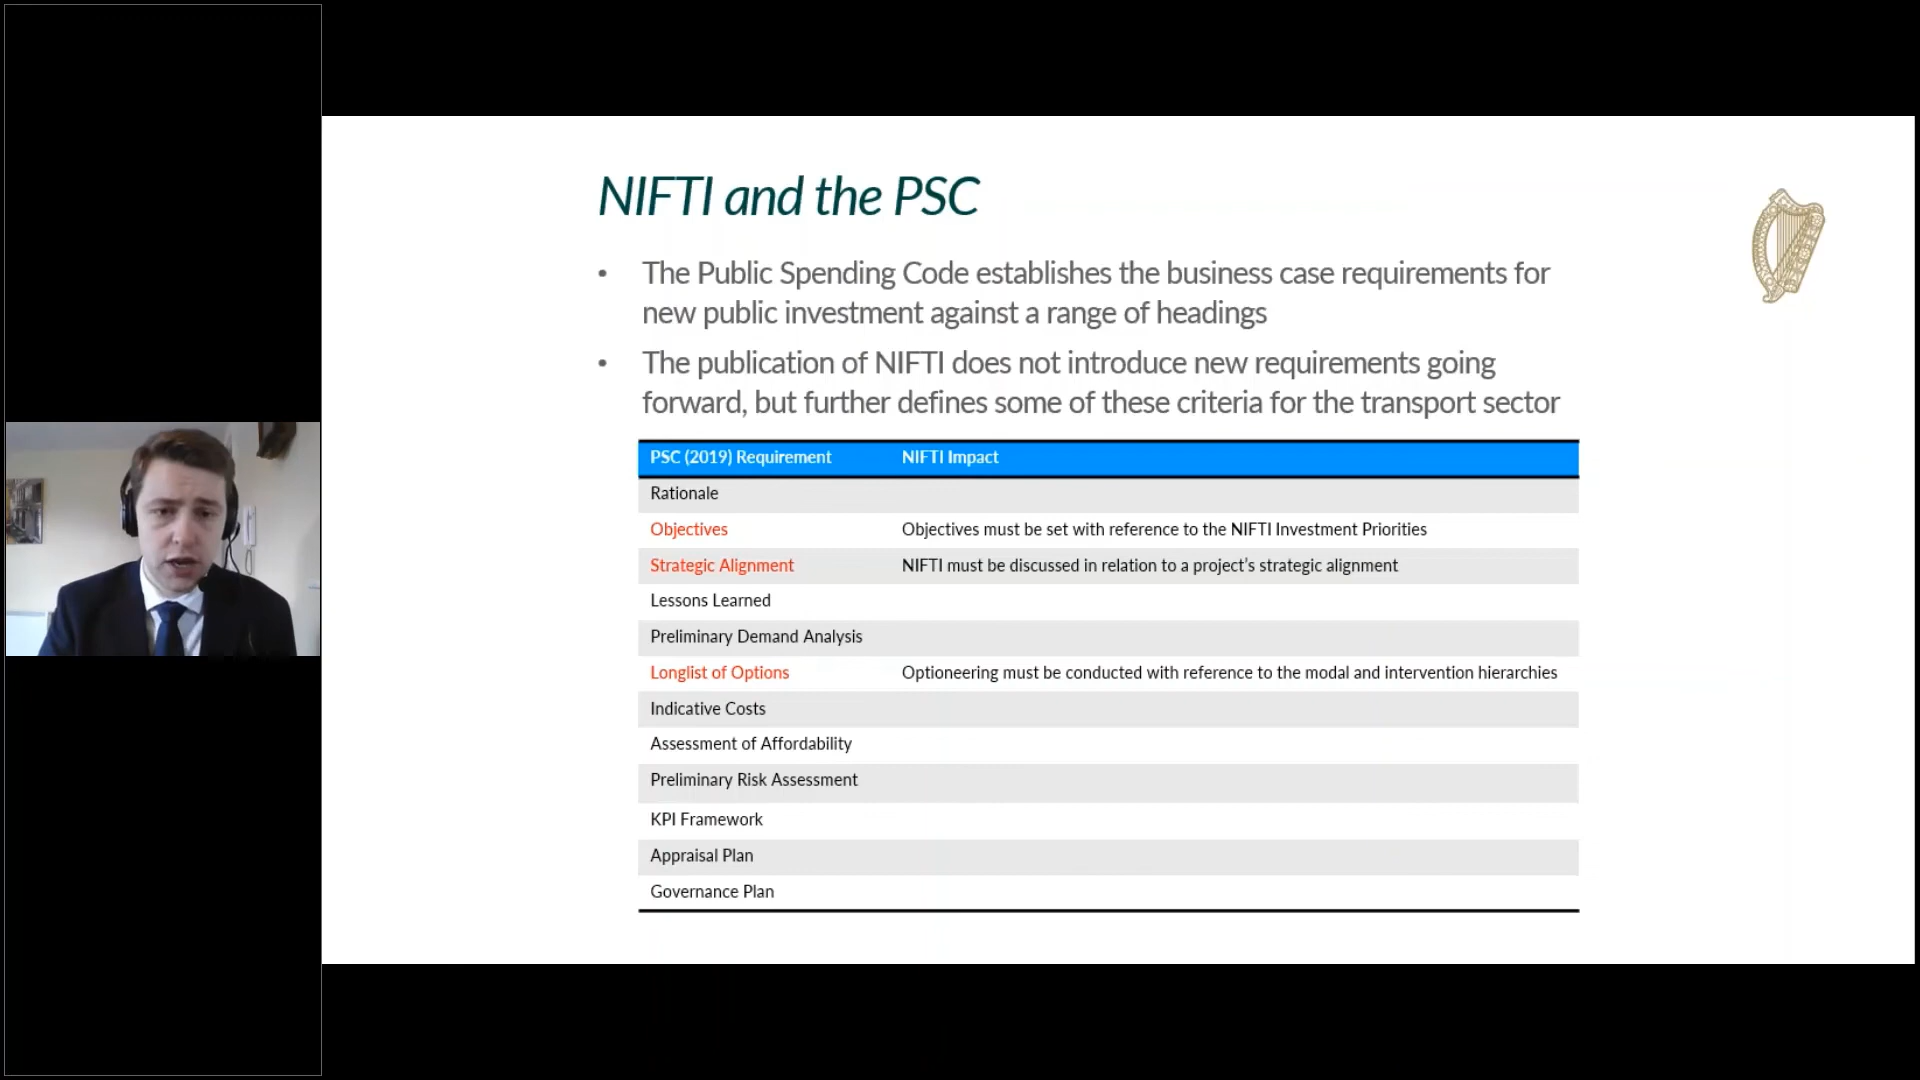 NIFTI and the PSC
• The Public Spending Code establishes the business case requirements for
new public investment against a range of headings
• The publication of NIFTI does not introduce new requirements going
forward, but further defines some of these criteria for the transport sector
PSC (2019) Requirement NIFTI Impact
Rationale
Objectives Objectives must be set with reference to the NIFTI Investment Priorities
Strategic Alignment NIFTI must be discussed in relation to a project's strategic alignment
Lessons Learned
Preliminary Demand Analysis
Longlist of Options Optioneering must be conducted with reference to the modal and intervention hierarchies
Indicative Costs
Assessment of Affordability
Preliminary Risk Assessment
KPI Framework
Appraisal Plan
Governance Plan